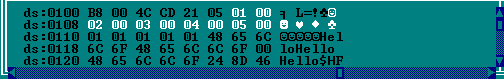 ds:0100 B8 00 4C CD 21 05 01 00 ╕ L═!♣☺
ds:0108 02 00 03 00 04 00 05 00 ☻ ♥ ♦ ♣
ds:0110 01 01 01 01 01 48 65 6C ☺☺☺☺☺Hel
ds:0118 6C 6F 48 65 6C 6C 6F 00 loHello
ds:0120 48 65 6C 6C 6F 24 8D 46 Hello$НF